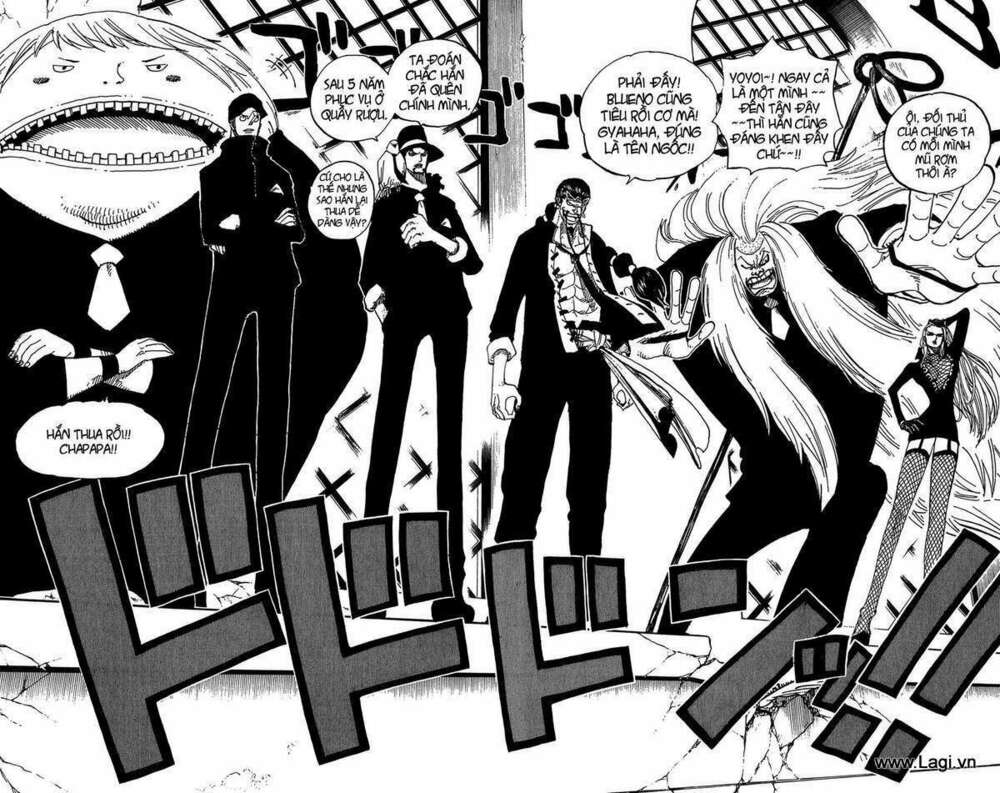 ỜI, ĐỐI THỦ
CỦA CHÚNG TA
CÓ MỖI MÌNH
MŨ RƠM
THÔI À?
YOYOI~! NGAY CẢ
LÀ MỘT MÌNH ~~
ĐẾN TẬN ĐÂY
~~THÌ HẮN CŨNG
ĐÁNG KHEN ĐẤY
CHỨ~~!!
PHẢI ĐẤY!
BLUENO CŨNG
TIÊU RỒI CƠ MÀ!
GYAHAHA, ĐÚNG
LÀ TÊN NGỐC!!
TA ĐOÁN
CHẮC HẮN
ĐÃ QUÊN
CHÍNH MÌNH.
SAU 5 NĂM
PHỤC VỤ Ở
QUẦY RƯỢU.
CỨ CHO LÀ
THẾ NHƯNG
SAO HẮN LẠI
THUA DỄ
DÀNG VẬY?
HẮN THUA RỒI!!
CHAPAPA!!
ドドドドン!!
www.Lagi.vn